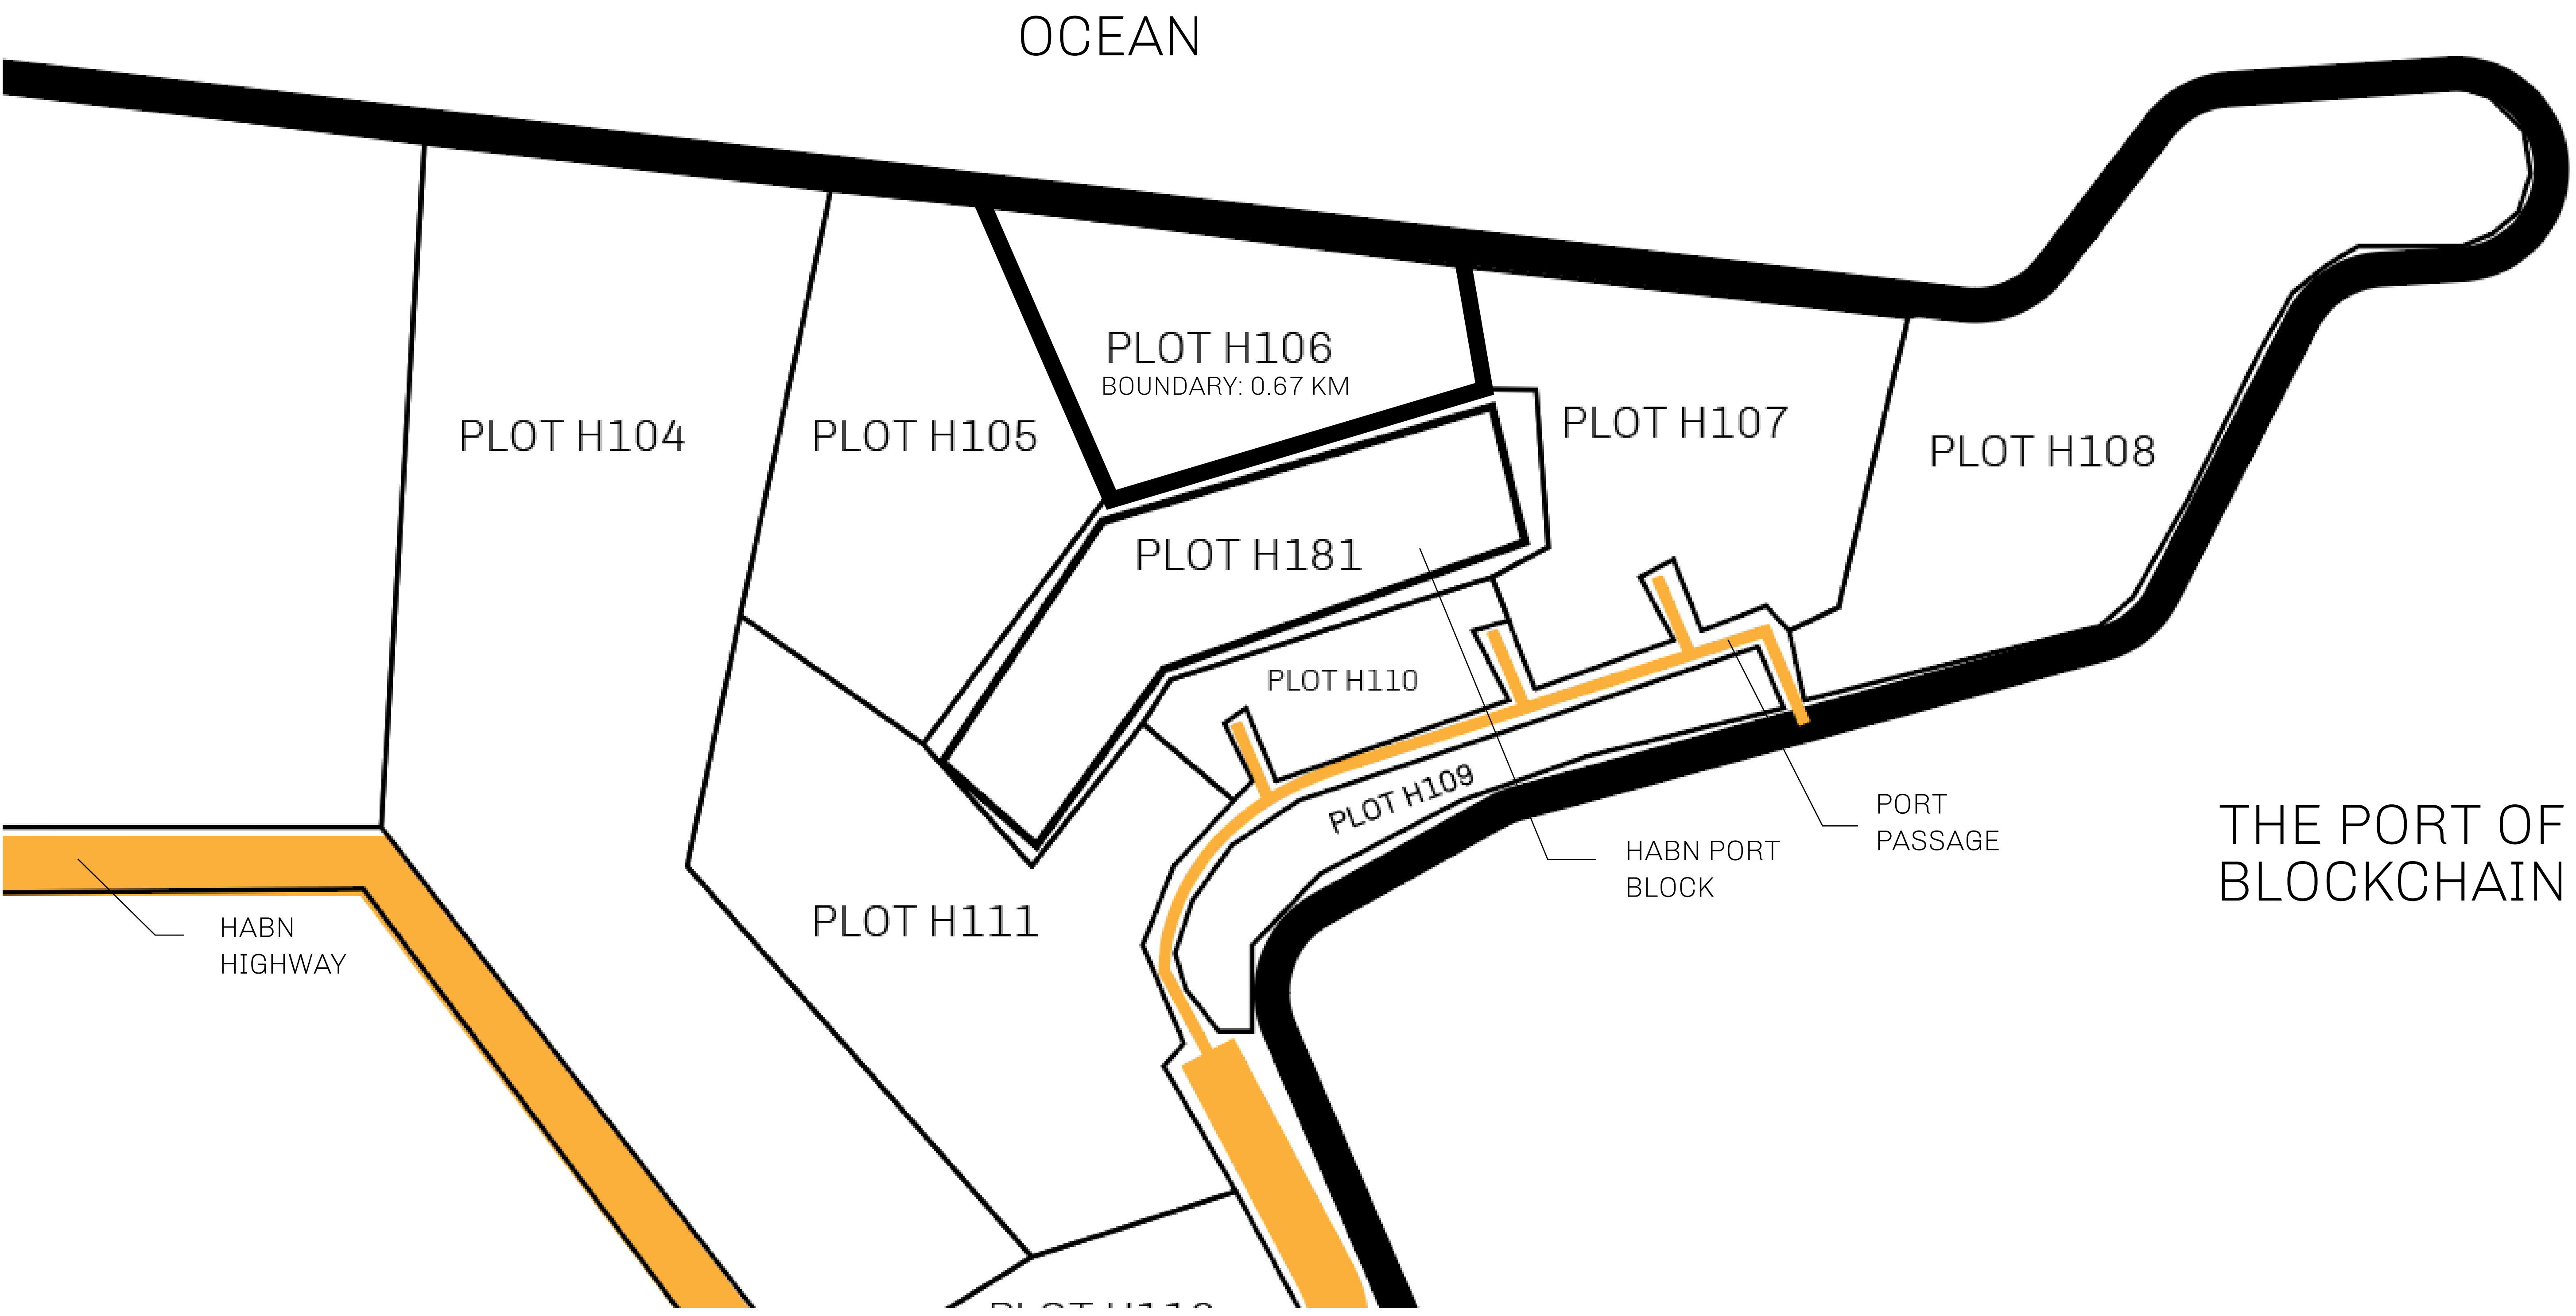 OCEAN
PLOT H106
BOUNDARY: 0.67 KM
PLOT H104
PLOT H105
PLOT H107
PLOT H108
PLOT H181
PLOT H110
PLOT H109
PORT
PASSAGE
THE PORT OF
BLOCKCHAIN
HABN PORT
BLOCK
PLOT H111
HABN
HIGHWAY